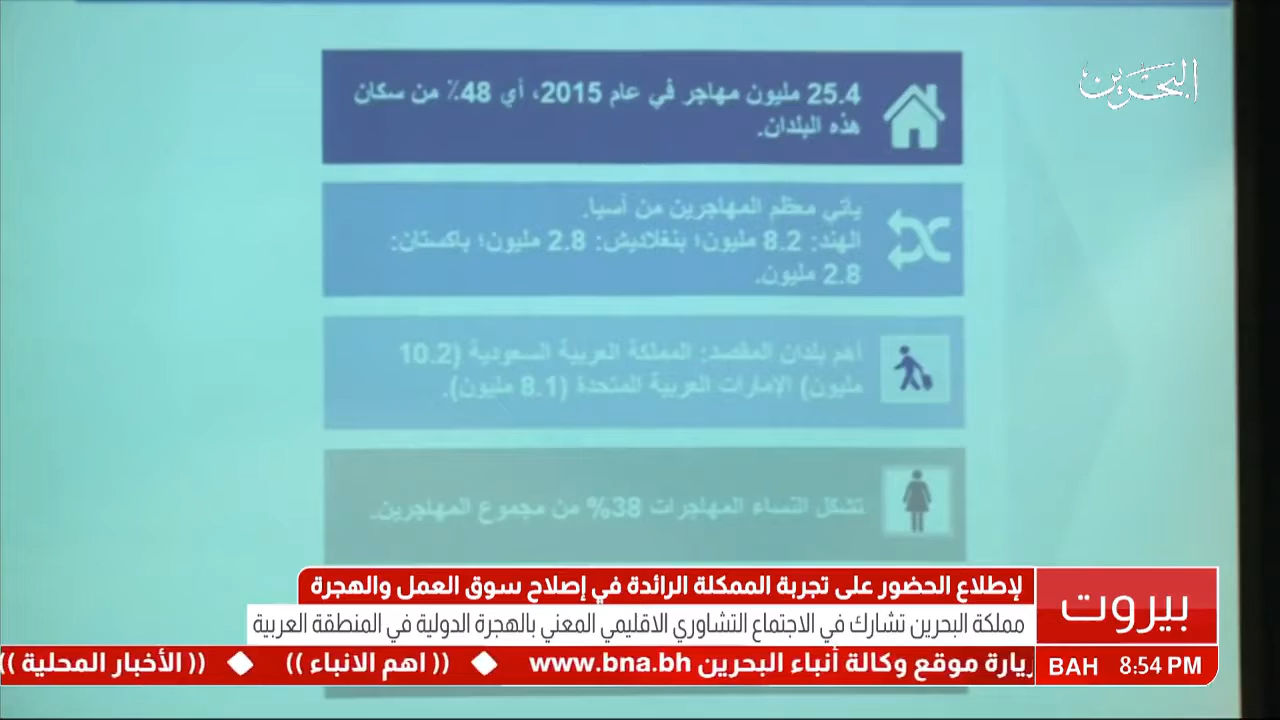 البحرين
25.4 مليون مهاجر في عام 2015، أي 48٪ من سكان
هذه البلدان.
يأتي معظم المهاجرين من آسيا.
الهند: 8.2 مليون؛ بنغلاديش: 2.8 مليون؛ باكستان:
2.8 مليون.
أهم بلدان المقصد: المملكة العربية السعودية (10.2
مليون) الإمارات العربية المتحدة (8.1 مليون).
تشكل النساء المهاجرات 38% من مجموع المهاجرين.
لإطلاع الحضور على تجربة الممكلة الرائدة في إصلاح سوق العمل والهجرة
بيروت
مملكة البحرين تشارك في الاجتماع التشاوري الاقليمي المعني بالهجرة الدولية في المنطقة العربية
BAH 8:54 PM
يارة موقع وكالة أنباء البحرين www.bna.bh ◆ (( اهم الانباء )) ◆ (( الأخبار المحلية ))